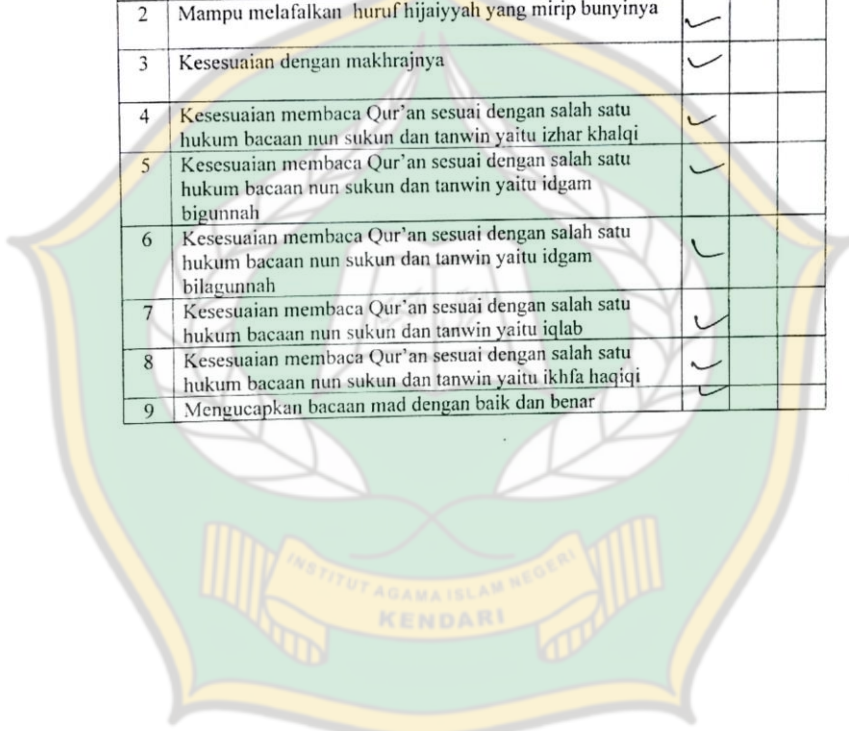 2 Mampu melafalkan huruf hijaiyyah yang mirip bunyinya
3 Kesesuaian dengan makhrajnya
4 Kesesuaian membaca Qur'an sesuai dengan salah satu
hukum bacaan nun sukun dan tanwin yaitu izhar khalqi
5 Kesesuaian membaca Qur'an sesuai dengan salah satu
hukum bacaan nun sukun dan tanwin yaitu idgam
bigunnah
6 Kesesuaian membaca Qur'an sesuai dengan salah satu
hukum bacaan nun sukun dan tanwin yaitu idgam
bilagunnah
7 Kesesuaian membaca Qur'an sesuai dengan salah satu
hukum bacaan nun sukun dan tanwin yaitu iqlab
8 Kesesuaian membaca Qur'an sesuai dengan salah satu
hukum bacaan nun sukun dan tanwin yaitu ikhfa haqiqi
9 Mengucapkan bacaan mad dengan baik dan benar
INSTITUT AGAMA ISLAM NEGERI
KENDARI